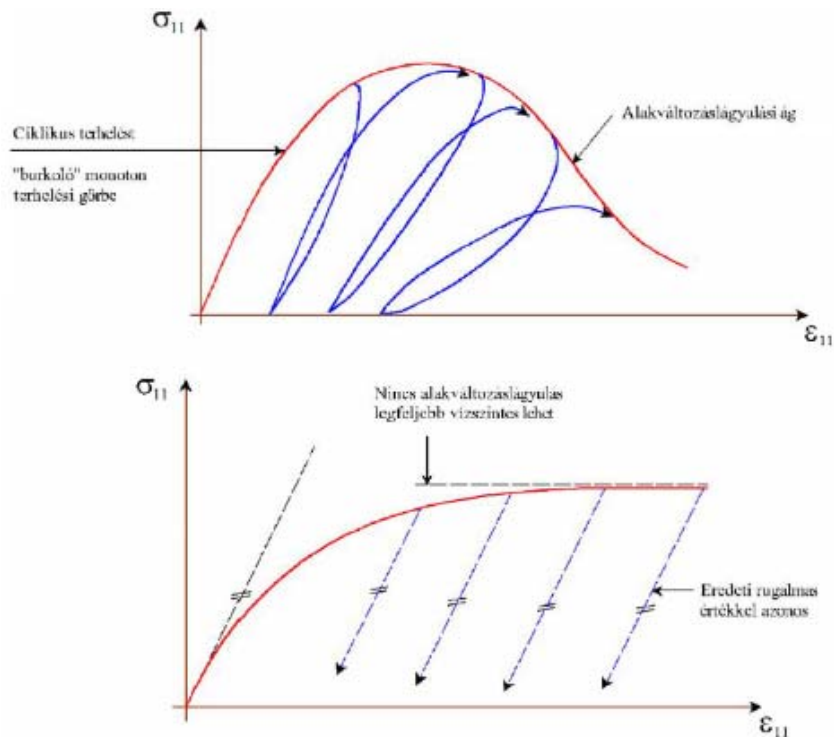 σ₁₁
Ciklikus terhelést
"burkoló" monoton
terhelési görbe
Alakváltozáslágyulási ág
ε₁₁
σ₁₁
Nincs alakváltozáslágyulás
legfeljebb vízszintes lehet
Eredeti rugalmas
értékkel azonos
ε₁₁